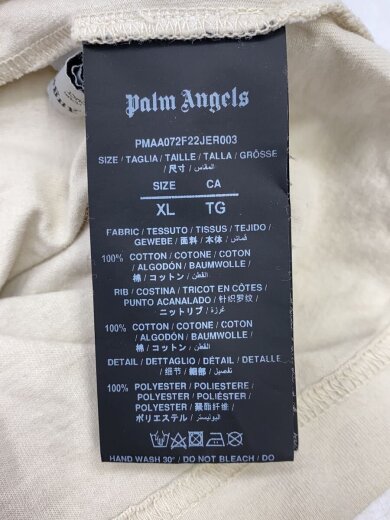 Palm Angels
PMAA072F22JER003
SIZE / TAGLIA / TAILLE / TALLA / GRÖSSE
/ 尺寸 / المقاس
SIZE CA
XL TG
FABRIC / TESSUTO / TISSUS / TEJIDO /
GEWEBE / 面料 / 本体 / قماش
100% COTTON / COTONE / COTON
/ ALGODÓN / BAUMWOLLE /
棉 / コットン / القطن
RIB / COSTINA / TRICOT EN CÔTES /
PUNTO ACANALADO / 针织罗纹
/ ニットリブ /
100% COTTON / COTONE / COTON
/ ALGODÓN / BAUMWOLLE /
棉 / コットン / القطن
DETAIL / DETTAGLIO / DÉTAIL / DETALLE
/ 细节 / 細部 / تفصيل
100% POLYESTER / POLIESTERE /
POLYESTER / POLIÉSTER /
POLYESTER / 聚酯纤维 /
ポリエステル / البوليستر
HAND WASH 30° / DO NOT BLEACH / DO